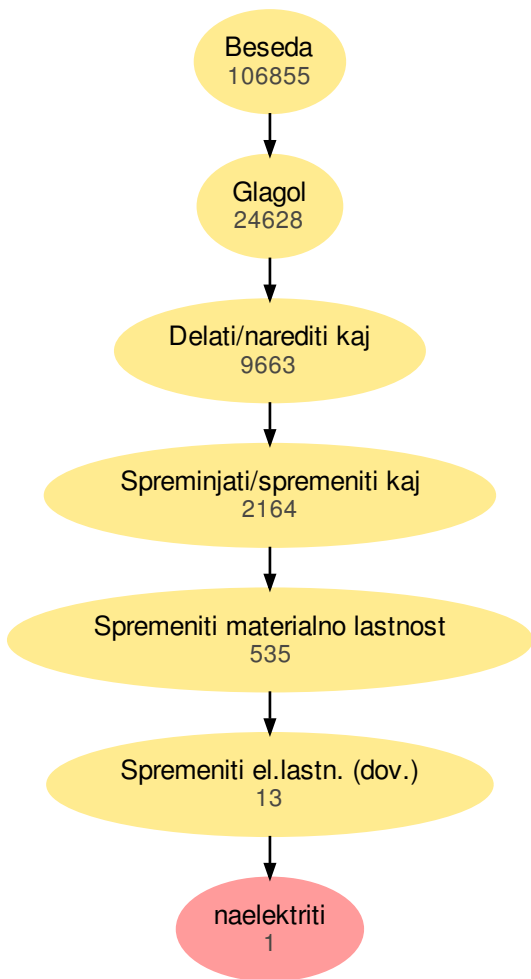 Beseda
106855
Glagol
24628
Delati/narediti kaj
9663
Spreminjati/spremeniti kaj
2164
Spremeniti materialno lastnost
535
Spremeniti el.lastn. (dov.)
13
naelektriti
1